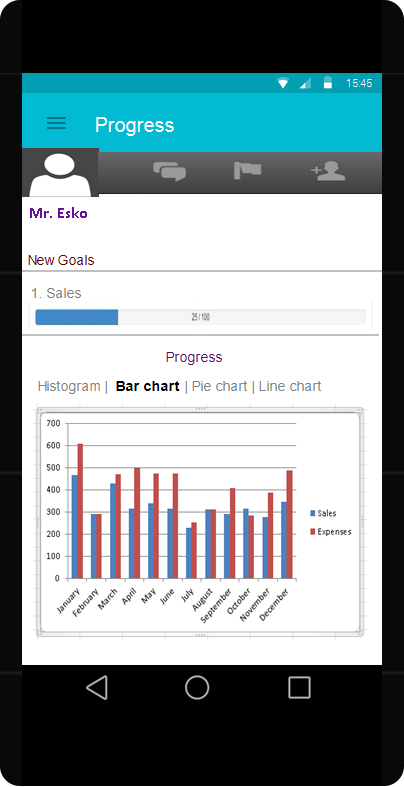 15:45
Progress
Mr. Esko
New Goals
1. Sales
25 / 100
Progress
Histogram | Bar chart | Pie chart | Line chart
700
600
500
400
300
200
100
0
Sales
Expenses
January
February
March
April
May
June
July
August
September
October
November
December